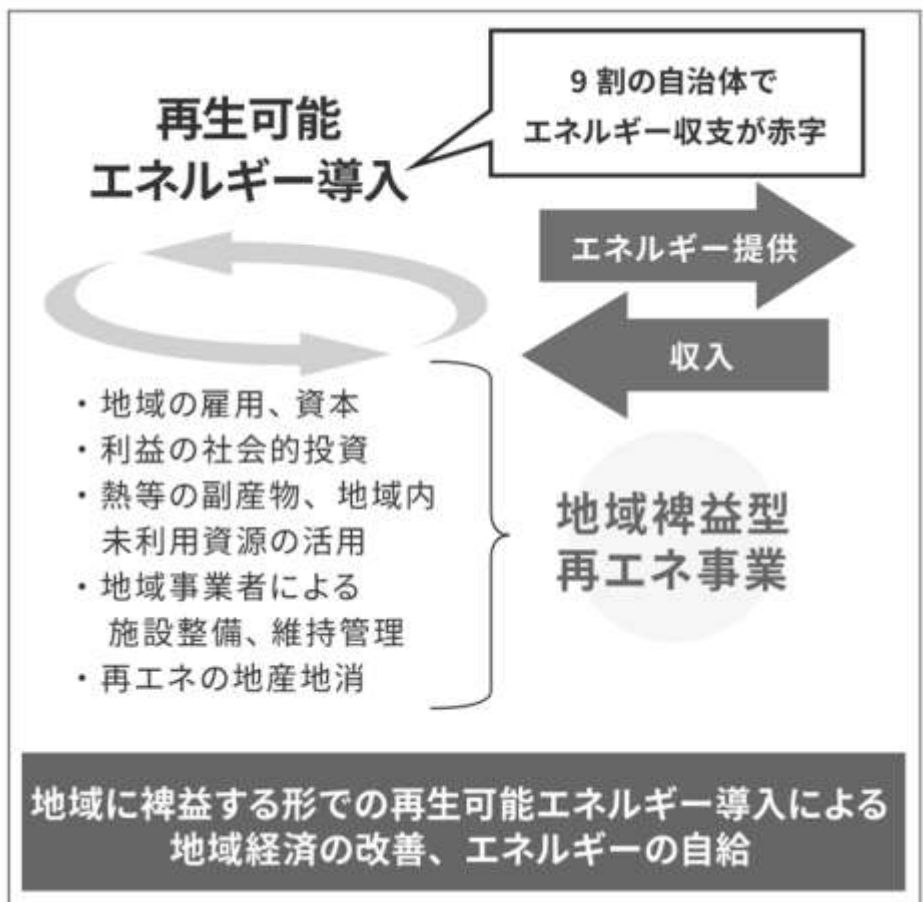 9割の自治体で
エネルギー収支が赤字
再生可能
エネルギー導入
エネルギー提供
収入
・地域の雇用、資本
・利益の社会的投資
・熱等の副産物、地域内
未利用資源の活用
・地域事業者による
施設整備、維持管理
・再エネの地産地消
地域裨益型
再エネ事業
地域に裨益する形での再生可能エネルギー導入による
地域経済の改善、エネルギーの自給